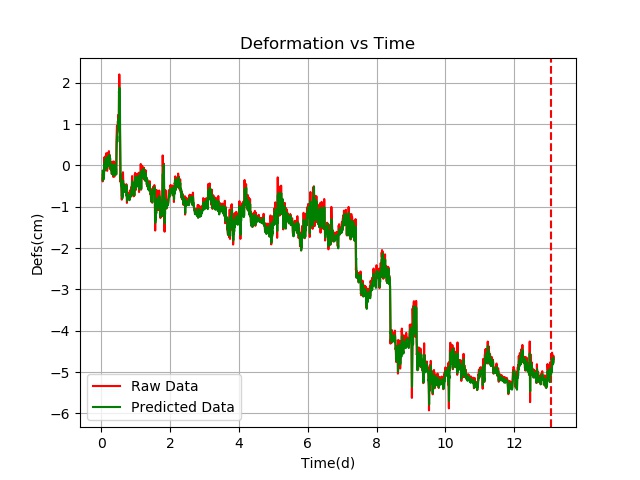 Deformation vs Time
2
1
0
−1
−2
−3
−4
−5
−6
Defs(cm)
Raw Data
Predicted Data
0 2 4 6 8 10 12
Time(d)